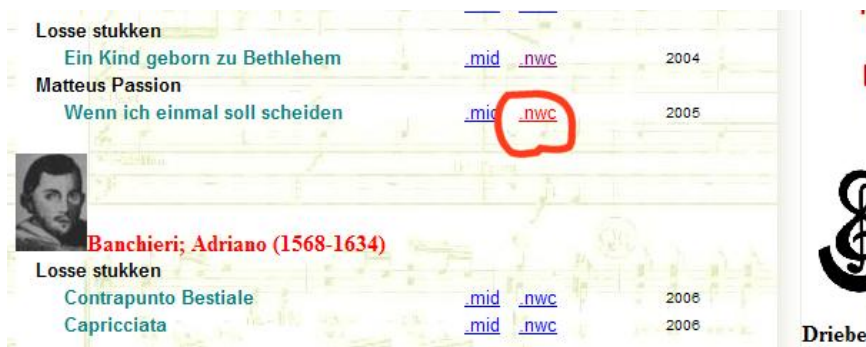 Losse stukken
Ein Kind geborn zu Bethlehem .mid .nwc 2004
Matteus Passion
Wenn ich einmal soll scheiden .mid .nwc 2005
Banchieri; Adriano (1568-1634)
Losse stukken
Contrapunto Bestiale .mid .nwc 2006
Capricciata .mid .nwc 2006